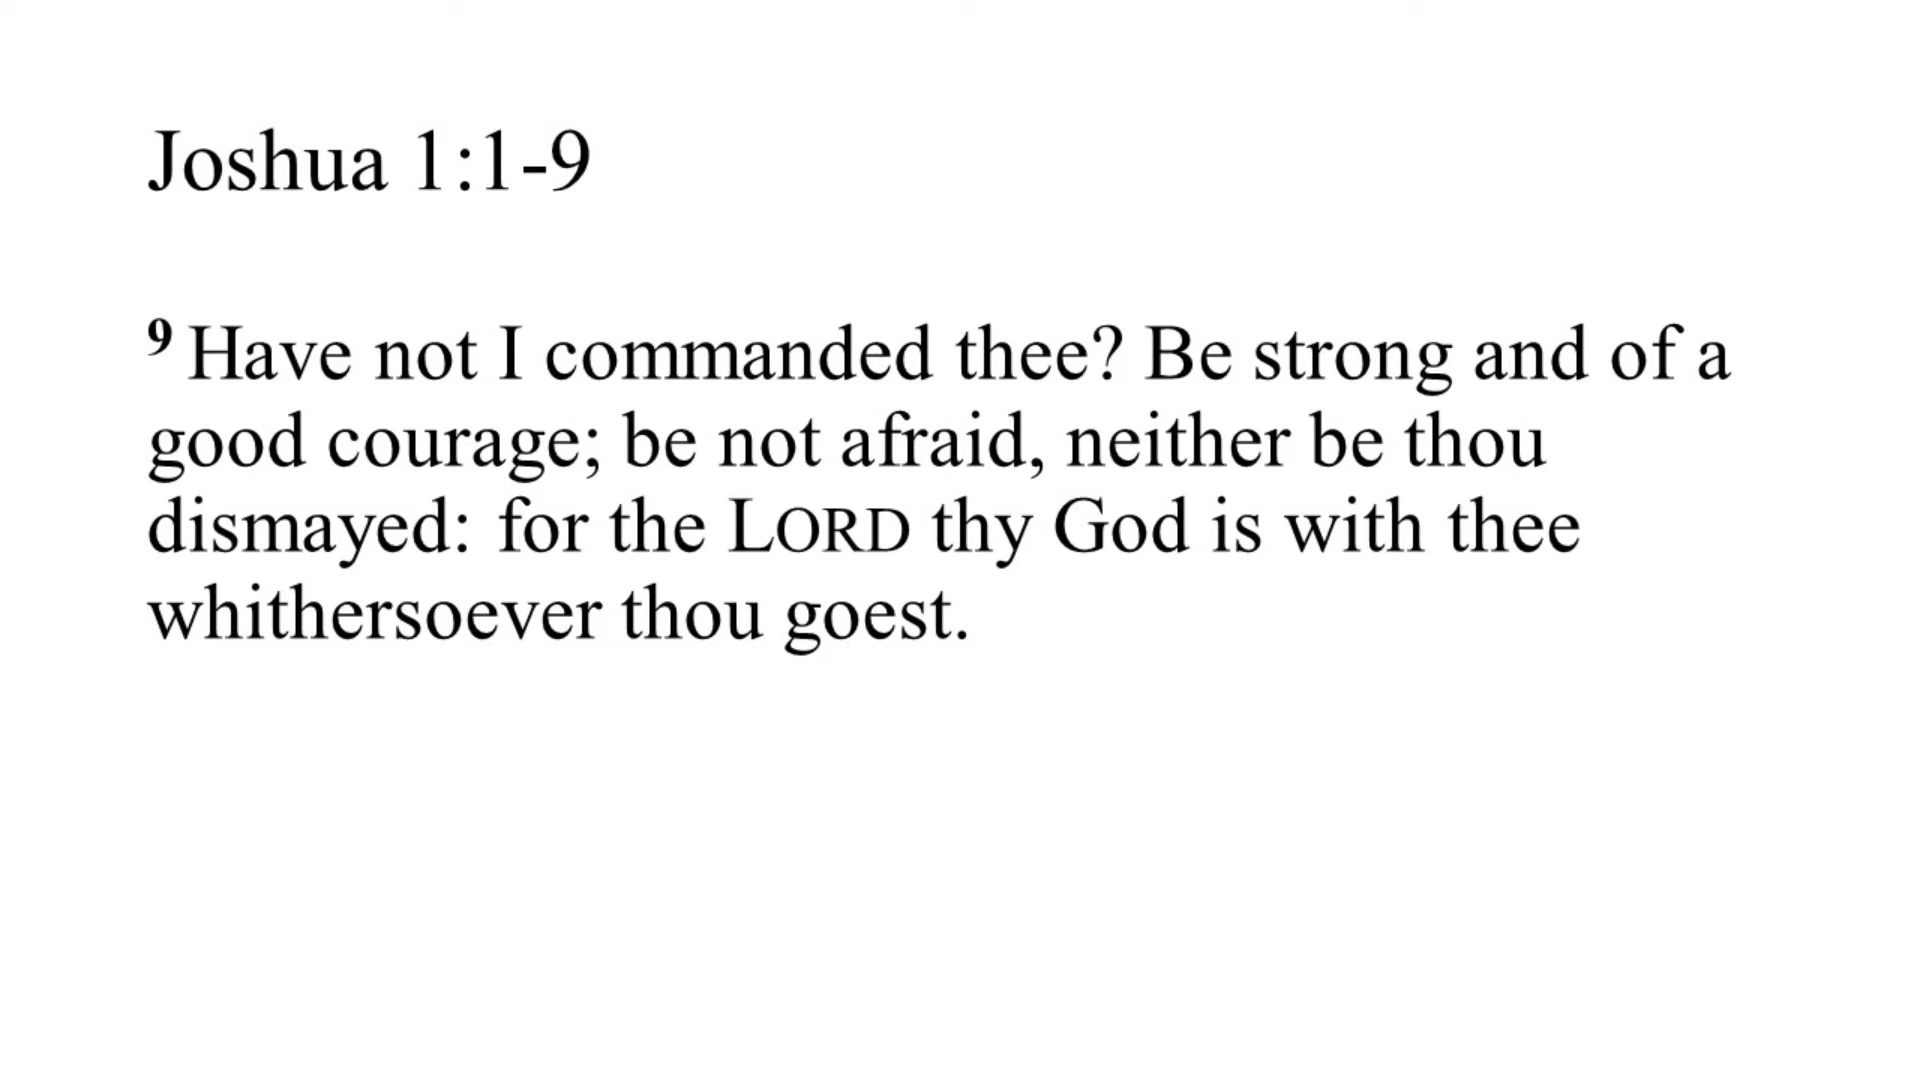 Joshua 1:1-9
9 Have not I commanded thee? Be strong and of a
good courage; be not afraid, neither be thou
dismayed: for the LORD thy God is with thee
whithersoever thou goest.